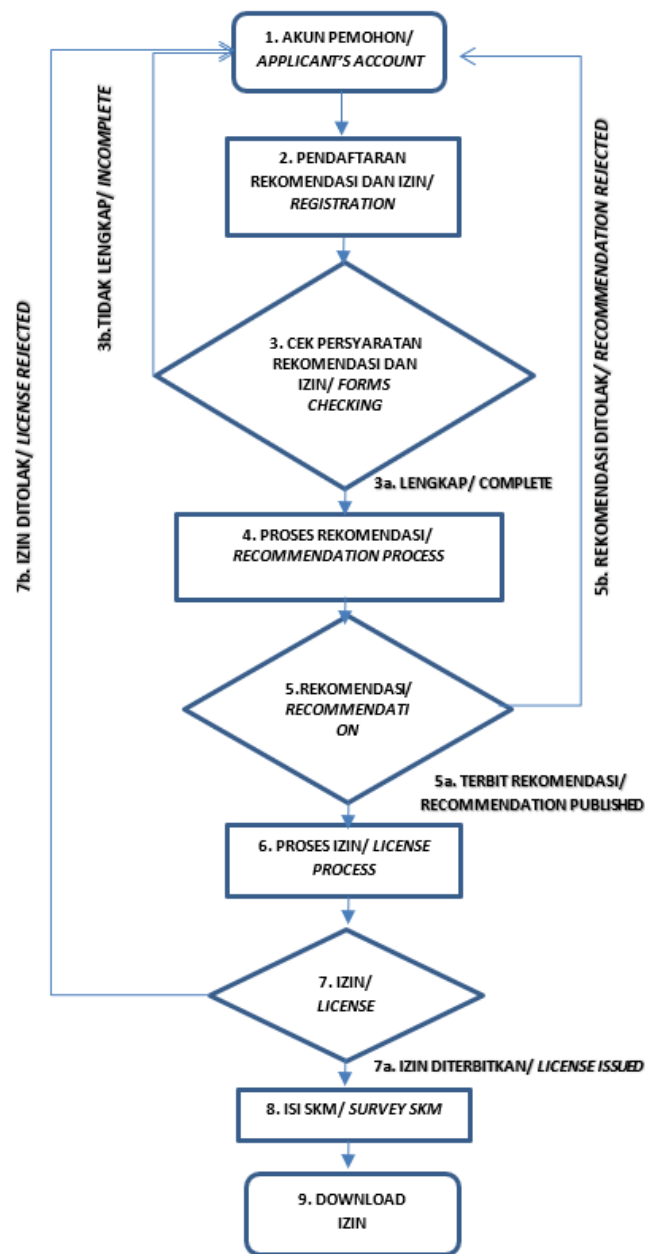 1. AKUN PEMOHON/
APPLICANT'S ACCOUNT
2. PENDAFTARAN
REKOMENDASI DAN IZIN/
REGISTRATION
3b.TIDAK LENGKAP/ INCOMPLETE
7b. IZIN DITOLAK/ LICENSE REJECTED
5b. REKOMENDASI DITOLAK/ RECOMMENDATION REJECTED
3. CEK PERSYARATAN
REKOMENDASI DAN
IZIN/ FORMS
CHECKING
3a. LENGKAP/ COMPLETE
4. PROSES REKOMENDASI/
RECOMMENDATION PROCESS
5.REKOMENDASI/
RECOMMENDATI
ON
5a. TERBIT REKOMENDASI/
RECOMMENDATION PUBLISHED
6. PROSES IZIN/ LICENSE
PROCESS
7. IZIN/
LICENSE
7a. IZIN DITERBITKAN/ LICENSE ISSUED
8. ISI SKM/ SURVEY SKM
9. DOWNLOAD
IZIN